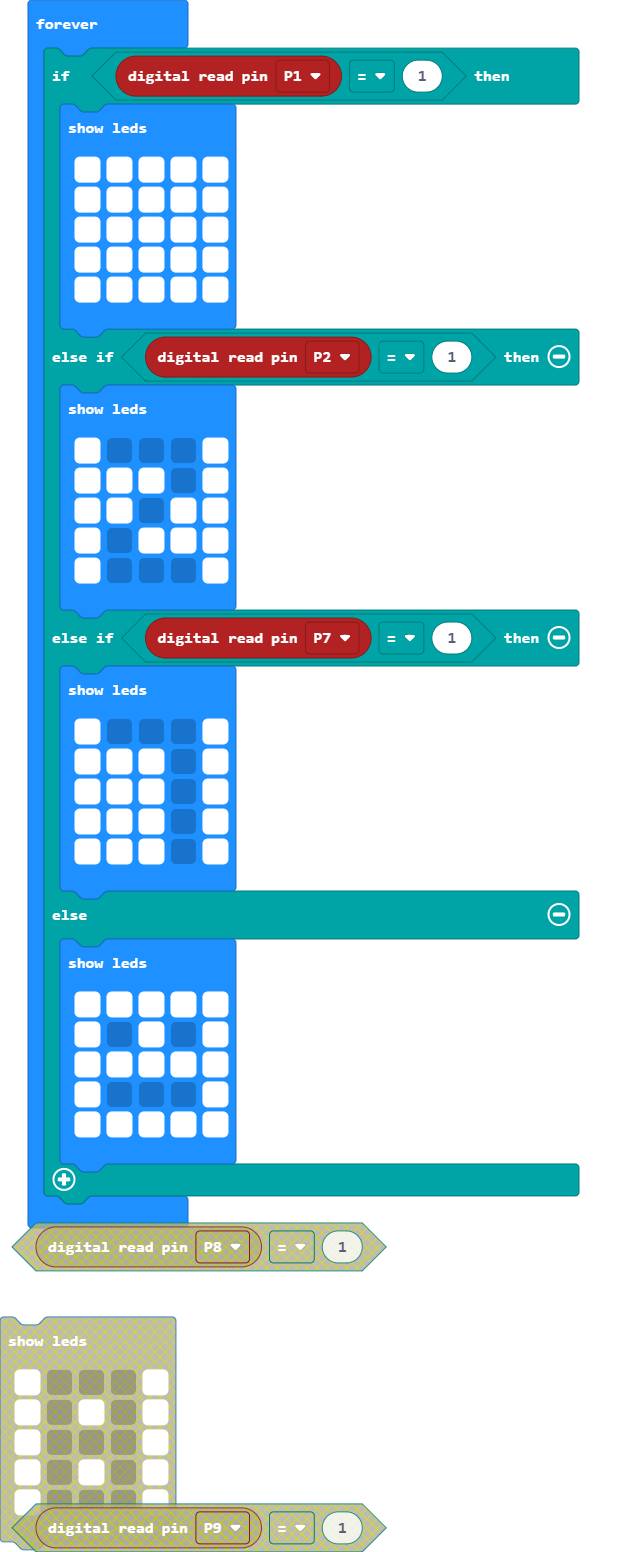 forever
if digital read pin P1 = 1 then
show leds
else if digital read pin P2 = 1 then
show leds
else if digital read pin P7 = 1 then
show leds
else
show leds
digital read pin P8 = 1
show leds
digital read pin P9 = 1